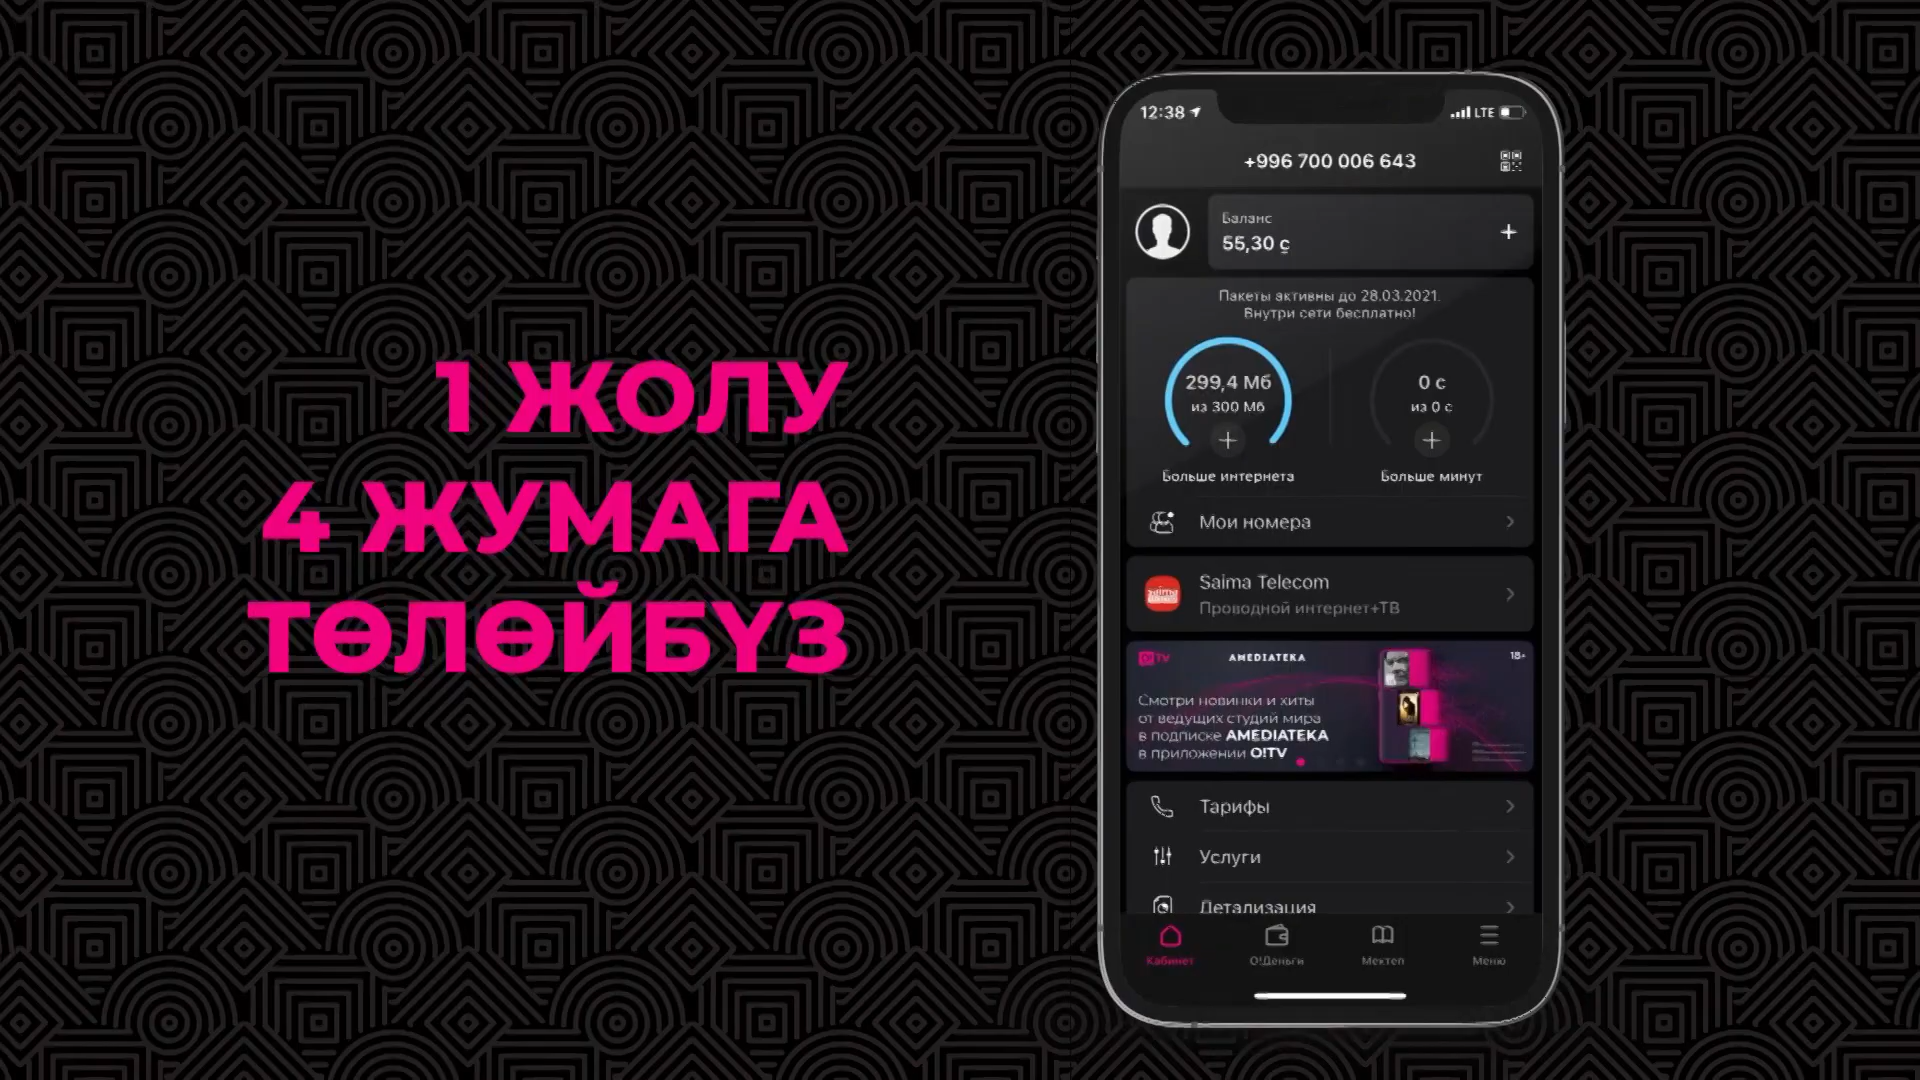 1 ЖОЛУ
4 ЖУМАГА
ТӨЛӨЙБҮЗ
12:38
LTE
+996 700 006 643
Баланс
55,30 с
Пакеты активны до 28.03.2021.
Внутри сети бесплатно!
299,4 Мб
из 300 Мб
Больше интернета
0 с
из 0 с
Больше минут
Мои номера
Saima Telecom
Проводной интернет+ТВ
O!TV
AMEDIATEKA
18+
Смотри новинки и хиты
от ведущих студий мира
в подписке AMEDIATEKA
в приложении O!TV
Тарифы
Услуги
Детализация
Кабинет
О!Деньги
Мектеп
Меню